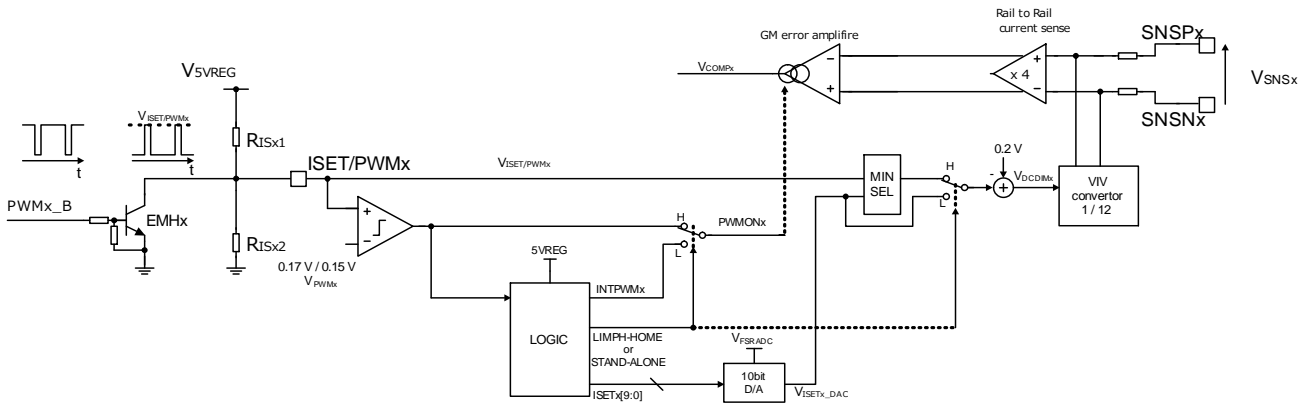 Rail to Rail
current sense
GM error amplifire
SNSPx
VCOMPx
−
+
+
−
x 4
VSNSx
SNSNx
V5VREG
VISET/PWMx
RISx1
t
t
ISET/PWMx
VISET/PWMx
PWMx_B
EMHx
RISx2
+
−
0.17 V / 0.15 V
VPWMx
H
L
PWMONx
MIN
SEL
H
L
0.2 V
-
+
VDCDIMx
VIV
convertor
1 / 12
5VREG
LOGIC
INTPWMx
LIMPH-HOME
or
STAND-ALONE
ISETx[9:0]
VFSRADC
10bit
D/A
VISETx_DAC